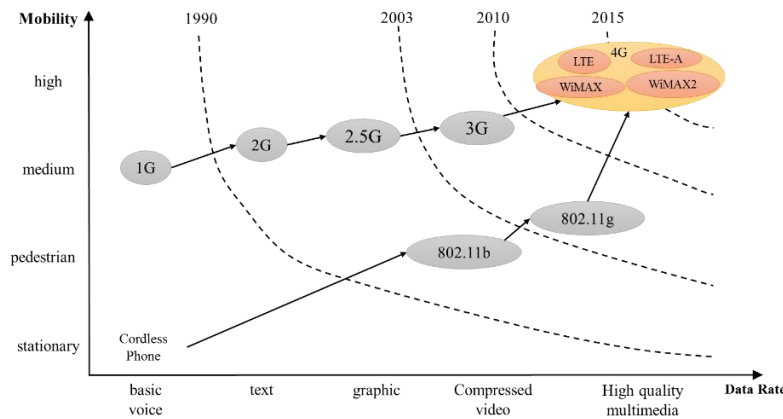 Mobility
1990
2003
2010
2015
high
4G
LTE
LTE-A
WiMAX
WiMAX2
medium
1G
2G
2.5G
3G
pedestrian
802.11b
802.11g
stationary
Cordless
Phone
basic
voice
text
graphic
Compressed
video
High quality
multimedia
Data Rate